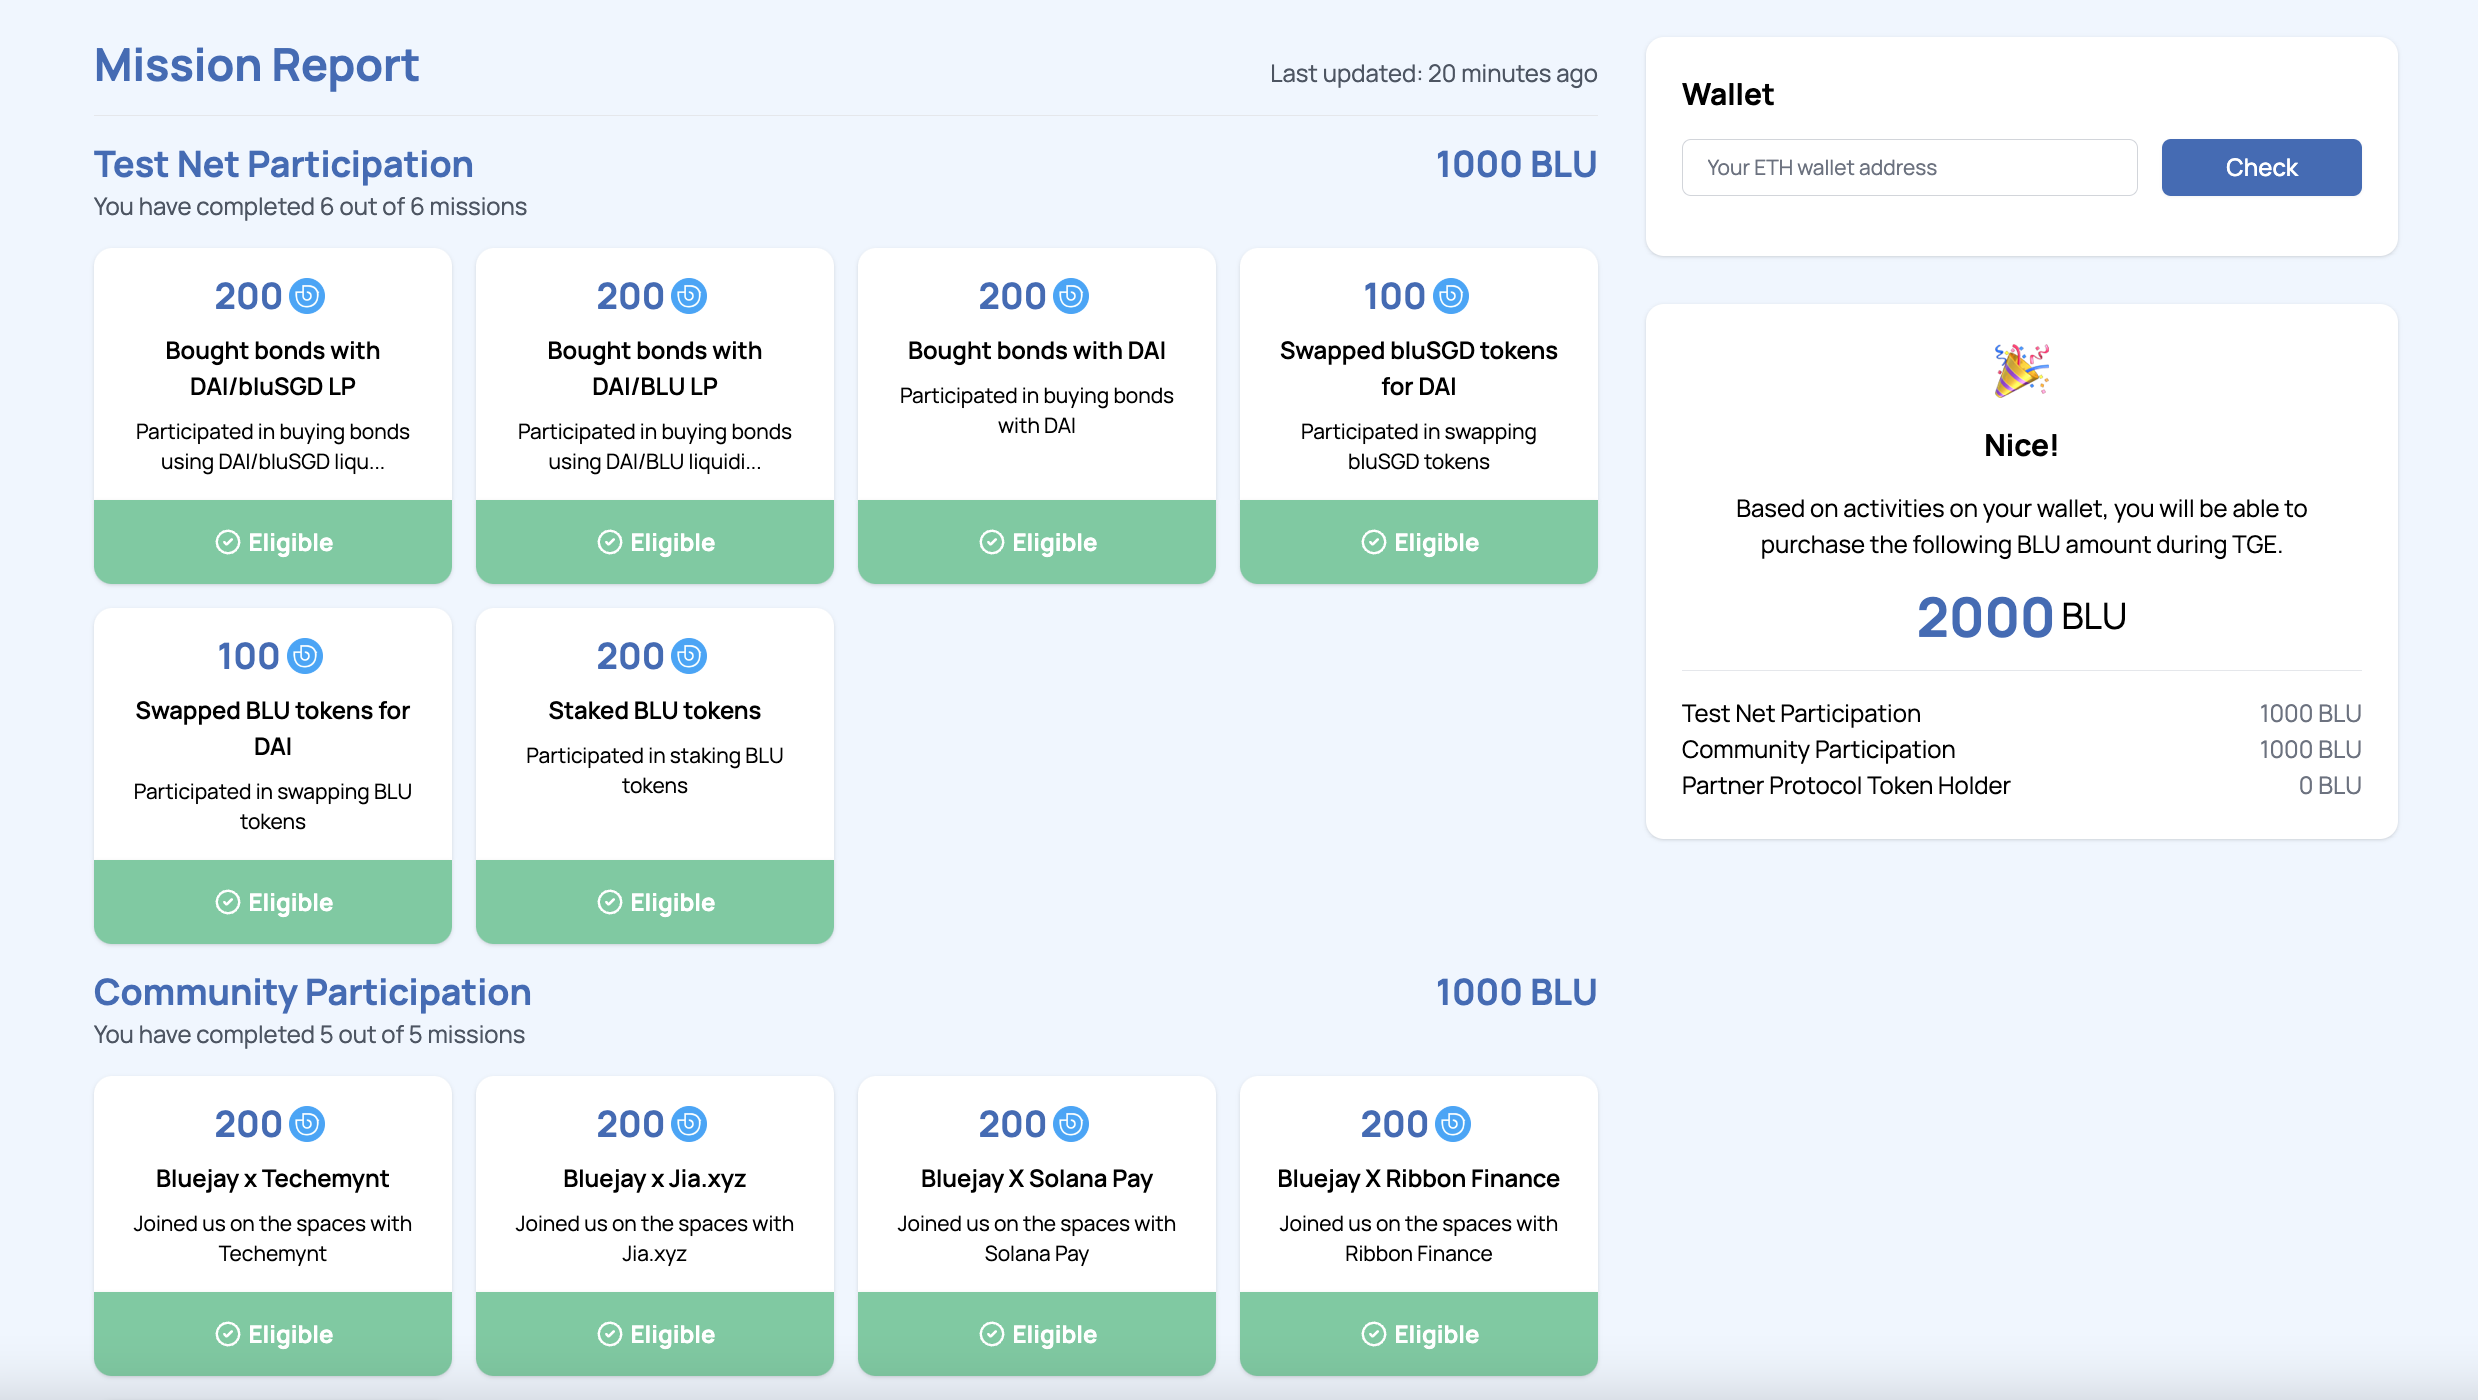 Mission Report
Last updated: 20 minutes ago
Test Net Participation
1000 BLU
You have completed 6 out of 6 missions
200
Bought bonds with
DAI/bluSGD LP
Participated in buying bonds
using DAI/bluSGD liqu...
Eligible
200
Bought bonds with
DAI/BLU LP
Participated in buying bonds
using DAI/BLU liquidi...
Eligible
200
Bought bonds with DAI
Participated in buying bonds
with DAI
Eligible
100
Swapped bluSGD tokens
for DAI
Participated in swapping
bluSGD tokens
Eligible
100
Swapped BLU tokens for
DAI
Participated in swapping BLU
tokens
Eligible
200
Staked BLU tokens
Participated in staking BLU
tokens
Eligible
Community Participation
1000 BLU
You have completed 5 out of 5 missions
200
Bluejay x Techemynt
Joined us on the spaces with
Techemynt
Eligible
200
Bluejay x Jia.xyz
Joined us on the spaces with
Jia.xyz
Eligible
200
Bluejay X Solana Pay
Joined us on the spaces with
Solana Pay
Eligible
200
Bluejay X Ribbon Finance
Joined us on the spaces with
Ribbon Finance
Eligible
Wallet
Your ETH wallet address
Check
Nice!
Based on activities on your wallet, you will be able to
purchase the following BLU amount during TGE.
2000 BLU
Test Net Participation 1000 BLU
Community Participation 1000 BLU
Partner Protocol Token Holder 0 BLU